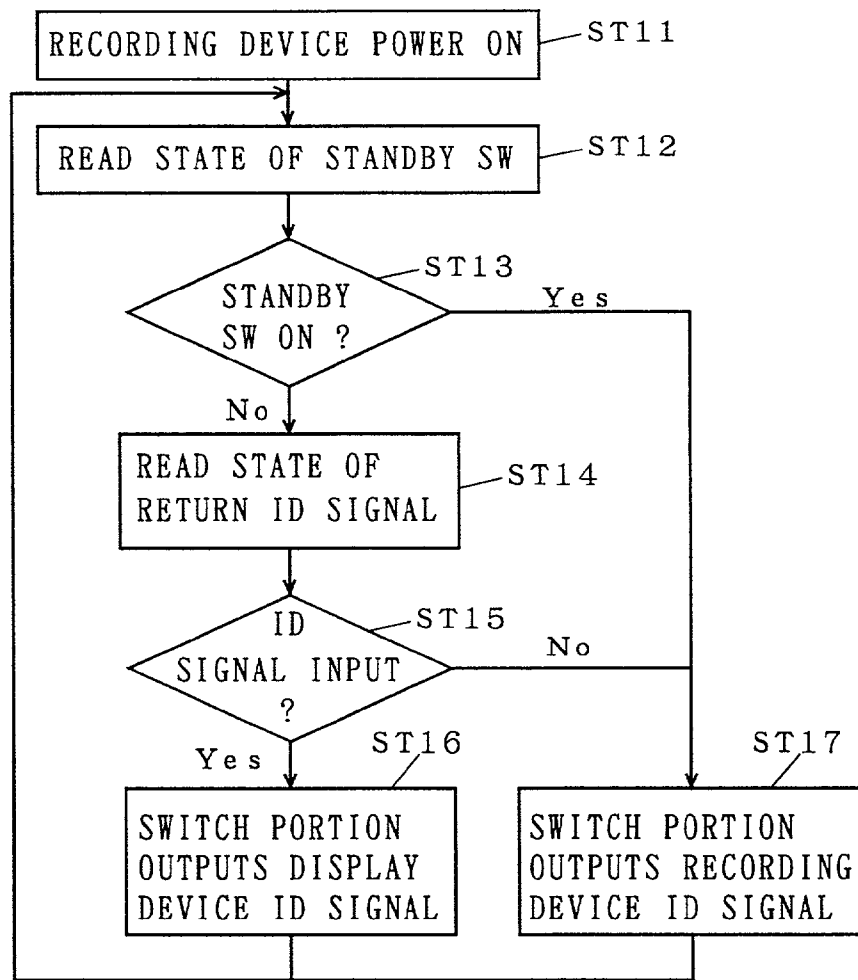 RECORDING DEVICE POWER ON
ST11
READ STATE OF STANDBY SW
ST12
ST13
STANDBY
SW ON ?
Yes
No
READ STATE OF
RETURN ID SIGNAL
ST14
ID
SIGNAL INPUT
?
ST15
No
Yes
ST16
SWITCH PORTION
OUTPUTS DISPLAY
DEVICE ID SIGNAL
ST17
SWITCH PORTION
OUTPUTS RECORDING
DEVICE ID SIGNAL